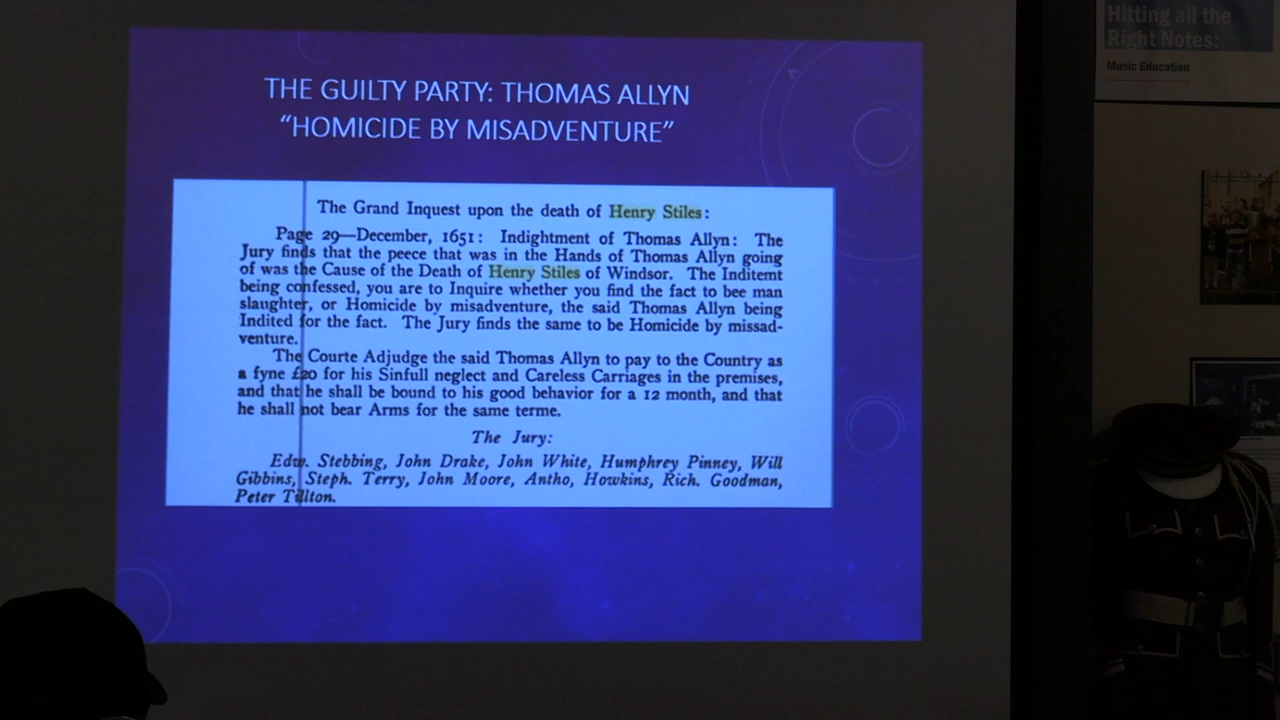 THE GUILTY PARTY: THOMAS ALLYN
“HOMICIDE BY MISADVENTURE”
The Grand Inquest upon the death of Henry Stiles:
Page 29—December, 1651: Indightment of Thomas Allyn: The
Jury finds that the peece that was in the Hands of Thomas Allyn going
of was the Cause of the Death of Henry Stiles of Windsor. The Inditemt
being confessed, you are to Inquire whether you find the fact to bee man
slaughter, or Homicide by misadventure, the said Thomas Allyn being
Indited for the fact. The Jury finds the same to be Homicide by missad-
venture.
The Courte Adjudge the said Thomas Allyn to pay to the Country as
a fyne £20 for his Sinfull neglect and Careless Carriages in the premises,
and that he shall be bound to his good behavior for a 12 month, and that
he shall not bear Arms for the same terme.
The Jury:
Edw. Stebbing, John Drake, John White, Humphrey Pinney, Will
Gibbins, Steph. Terry, John Moore, Antho, Howkins, Rich. Goodman,
Peter Tillton.
Hitting all the
Right Notes:
Music Education